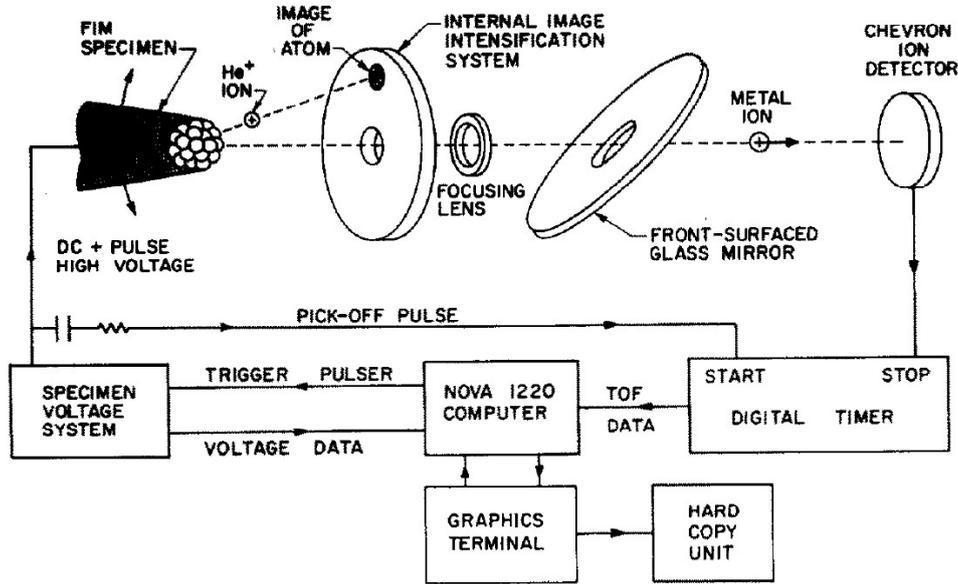 FIM
SPECIMEN
He+
ION
IMAGE
OF
ATOM
INTERNAL IMAGE
INTENSIFICATION
SYSTEM
CHEVRON
ION
DETECTOR
METAL
ION
FOCUSING
LENS
FRONT-SURFACED
GLASS MIRROR
DC + PULSE
HIGH VOLTAGE
PICK-OFF PULSE
SPECIMEN
VOLTAGE
SYSTEM
TRIGGER PULSER
VOLTAGE DATA
NOVA 1220
COMPUTER
TOF
DATA
START STOP
DIGITAL TIMER
GRAPHICS
TERMINAL
HARD
COPY
UNIT